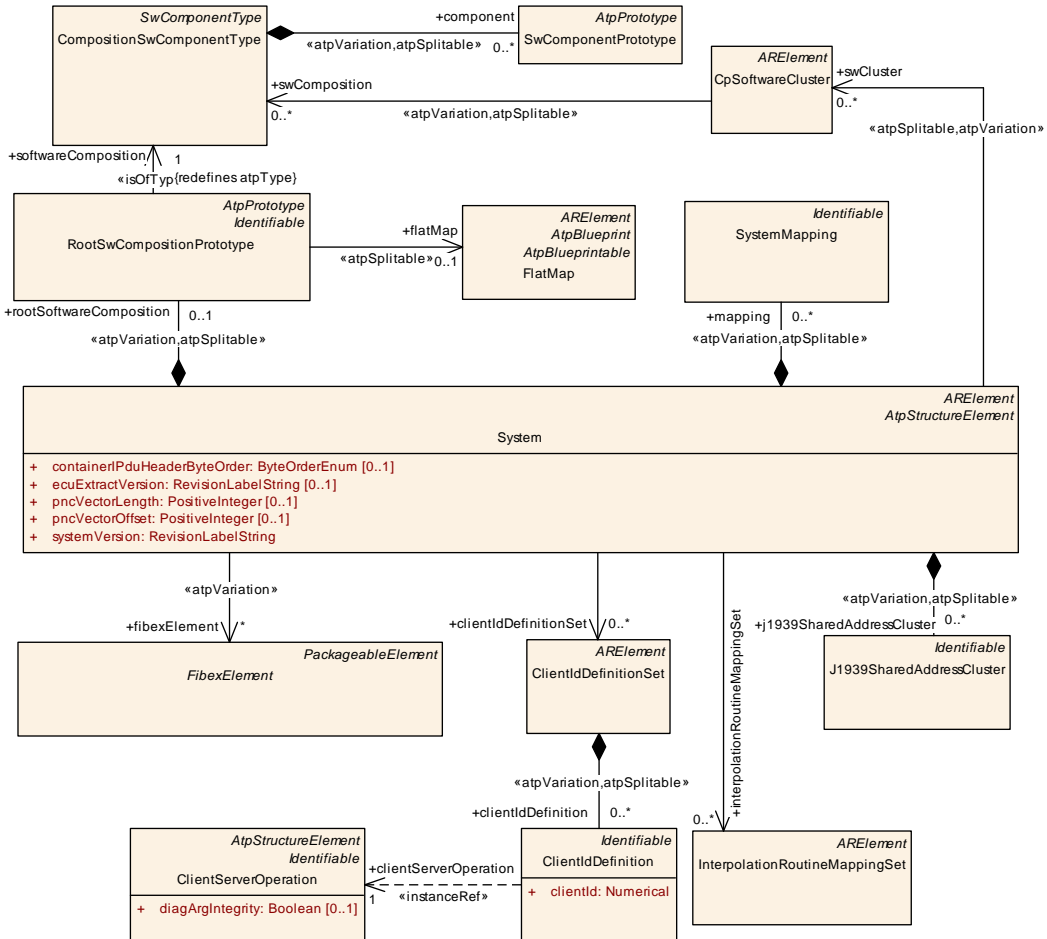 SwComponentType
CompositionSwComponentType
+component
«atpVariation,atpSplitable»
0..*
AtpPrototype
SwComponentPrototype
ARElement
CpSoftwareCluster
+swCluster
0..*
+swComposition
0..*
«atpVariation,atpSplitable»
«atpSplitable,atpVariation»
+softwareComposition
1
«isOfTyp
{redefines atpType}
AtpPrototype
Identifiable
RootSwCompositionPrototype
+flatMap
«atpSplitable»
0..1
ARElement
AtpBlueprint
AtpBlueprintable
FlatMap
Identifiable
SystemMapping
+rootSoftwareComposition
0..1
«atpVariation,atpSplitable»
+mapping
0..*
«atpVariation,atpSplitable»
ARElement
AtpStructureElement
System
+ containerIPduHeaderByteOrder: ByteOrderEnum [0..1]
+ ecuExtractVersion: RevisionLabelString [0..1]
+ pncVectorLength: PositiveInteger [0..1]
+ pncVectorOffset: PositiveInteger [0..1]
+ systemVersion: RevisionLabelString
«atpVariation»
+fibexElement
*
PackageableElement
FibexElement
+clientIdDefinitionSet
0..*
ARElement
ClientIdDefinitionSet
+interpolationRoutineMappingSet
0..*
«atpVariation,atpSplitable»
+j1939SharedAddressCluster
0..*
Identifiable
J1939SharedAddressCluster
«atpVariation,atpSplitable»
+clientIdDefinition
0..*
AtpStructureElement
Identifiable
ClientServerOperation
+ diagArgIntegrity: Boolean [0..1]
+clientServerOperation
1
«instanceRef»
Identifiable
ClientIdDefinition
+ clientId: Numerical
ARElement
InterpolationRoutineMappingSet